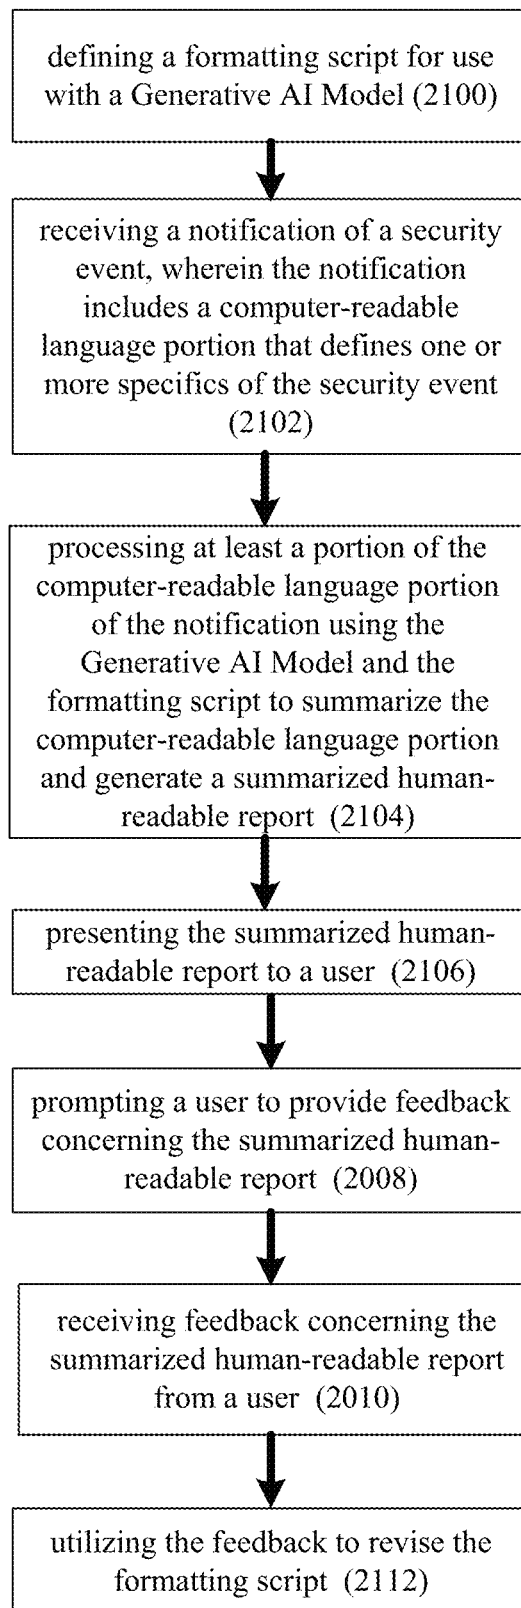 defining a formatting script for use
with a Generative AI Model (2100)
receiving a notification of a security
event, wherein the notification
includes a computer-readable
language portion that defines one or
more specifics of the security event
(2102)
processing at least a portion of the
computer-readable language portion
of the notification using the
Generative AI Model and the
formatting script to summarize the
computer-readable language portion
and generate a summarized human-
readable report (2104)
presenting the summarized human-
readable report to a user (2106)
prompting a user to provide feedback
concerning the summarized human-
readable report (2008)
receiving feedback concerning the
summarized human-readable report
from a user (2010)
utilizing the feedback to revise the
formatting script (2112)